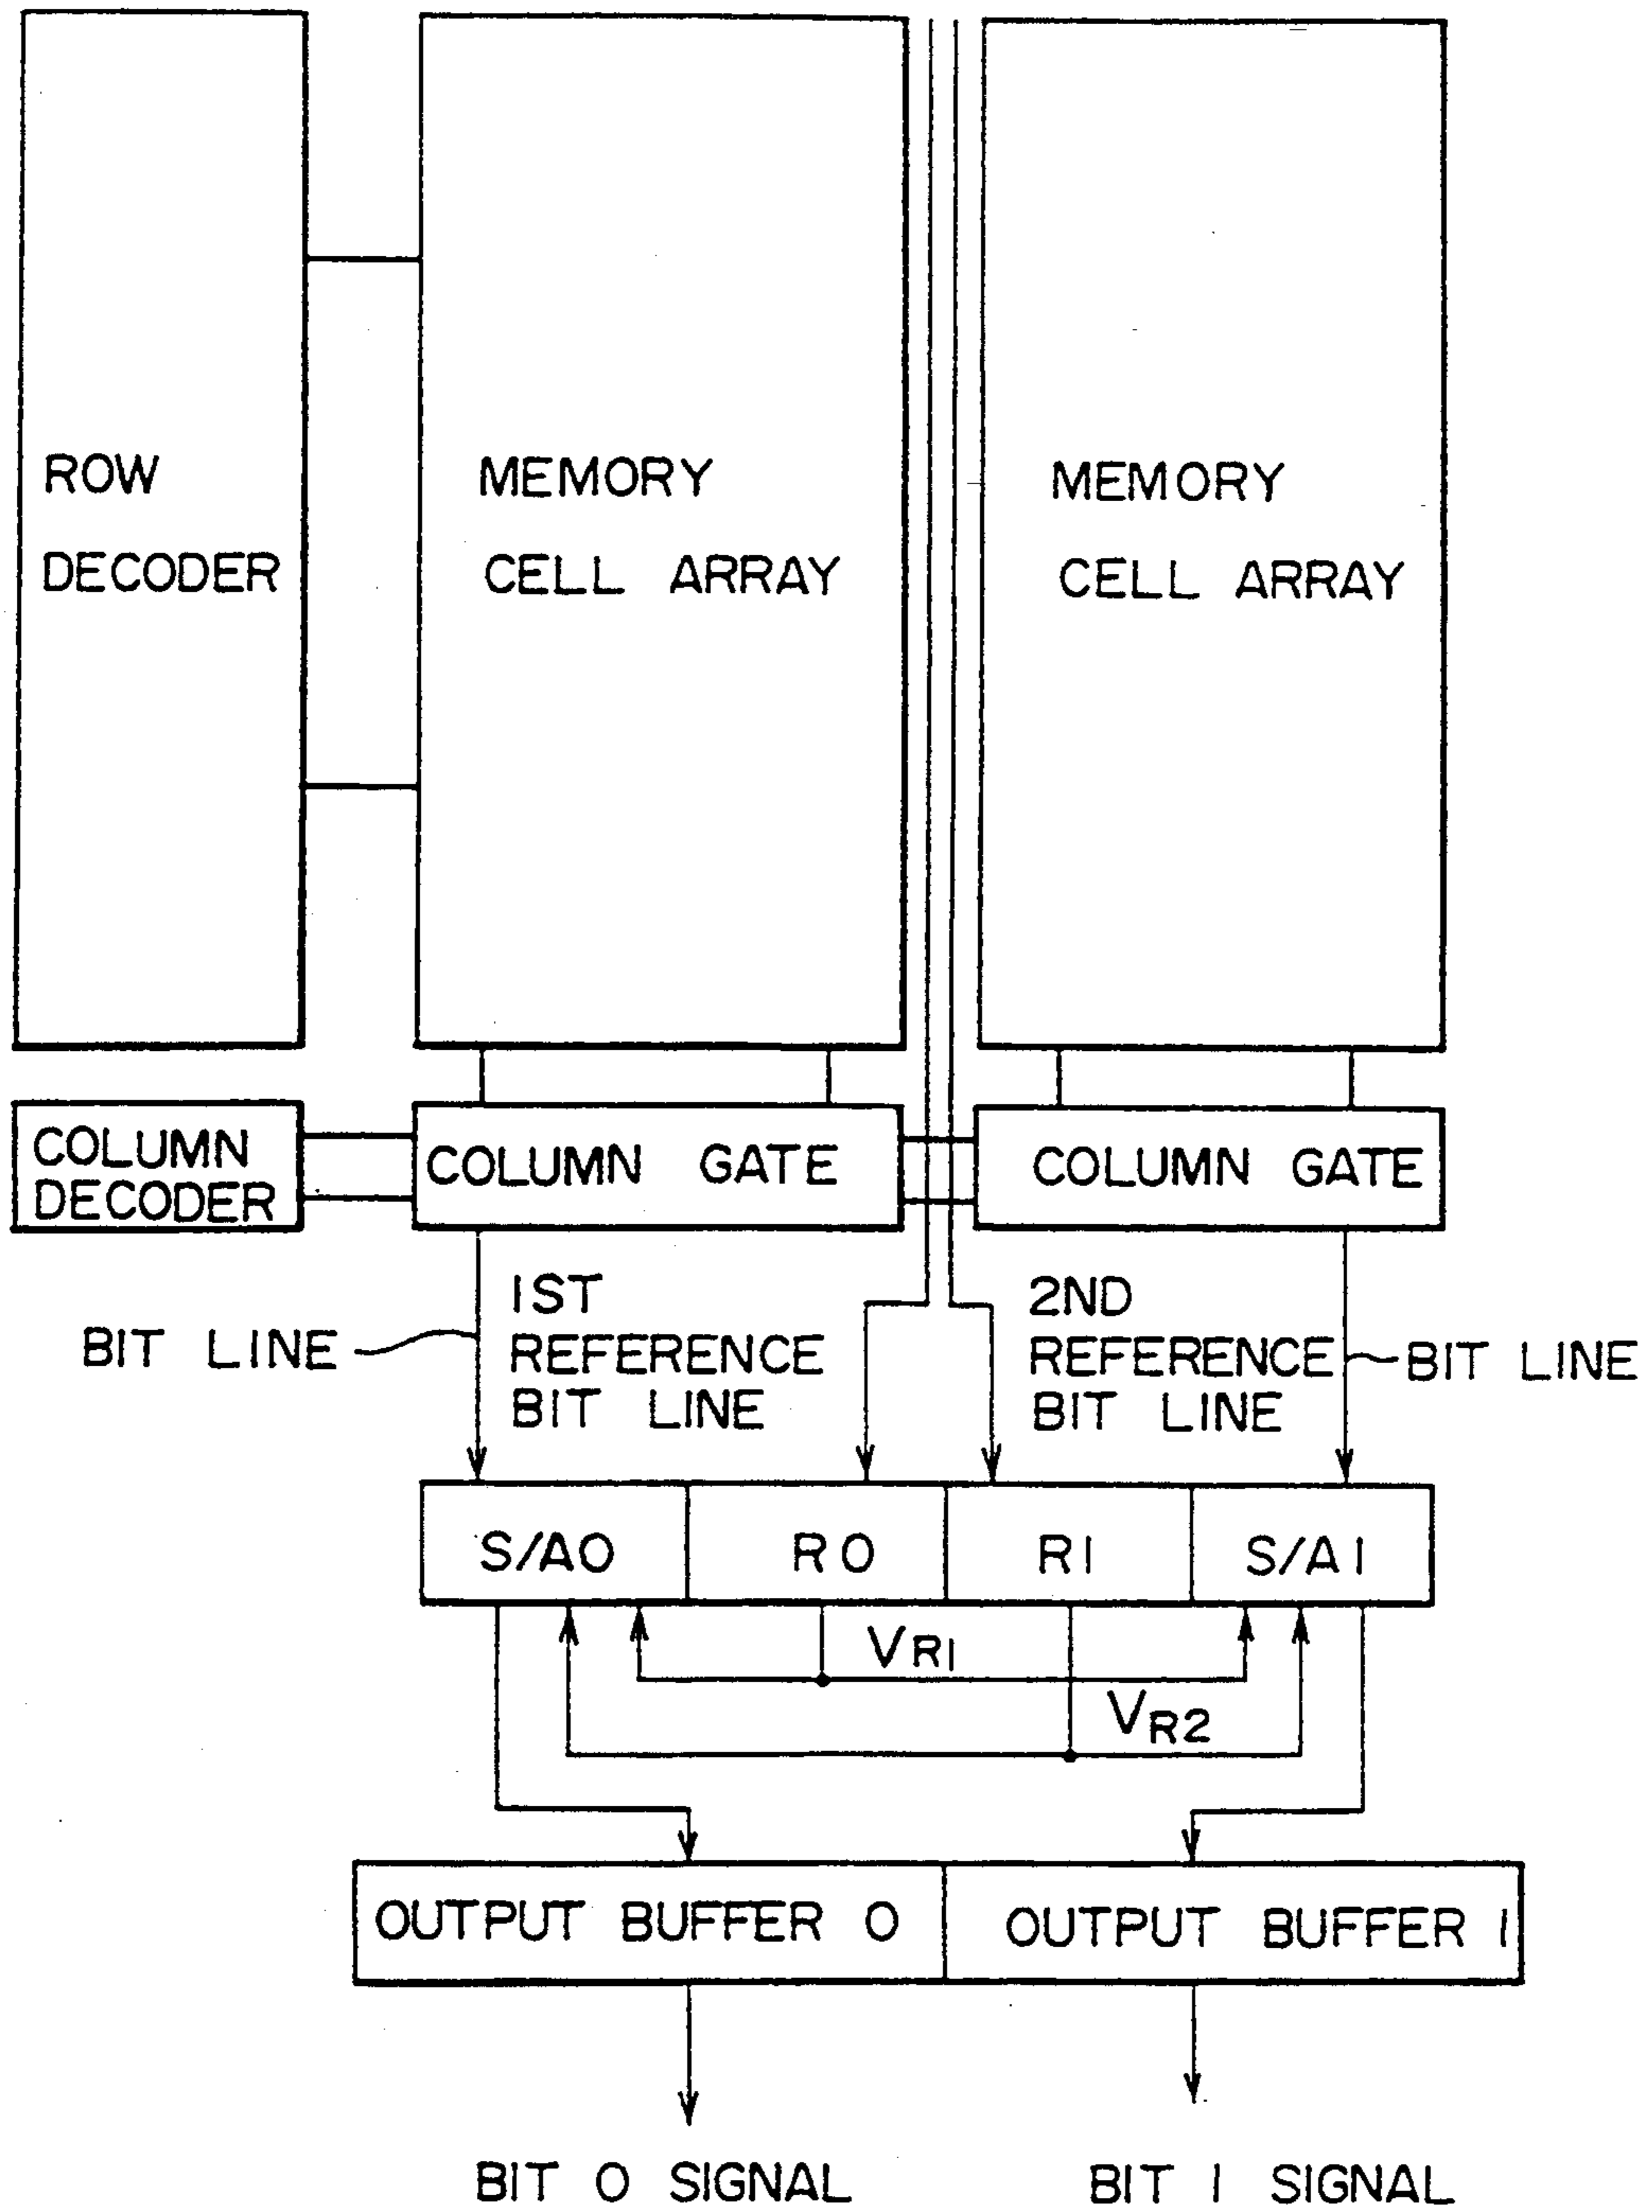 ROW
DECODER
MEMORY
CELL ARRAY
MEMORY
CELL ARRAY
COLUMN
DECODER
COLUMN GATE
COLUMN GATE
BIT LINE
1ST
REFERENCE
BIT LINE
2ND
REFERENCE
BIT LINE
BIT LINE
S/A0
R0
R1
S/A1
VR1
VR2
OUTPUT BUFFER 0
OUTPUT BUFFER 1
BIT 0 SIGNAL
BIT 1 SIGNAL